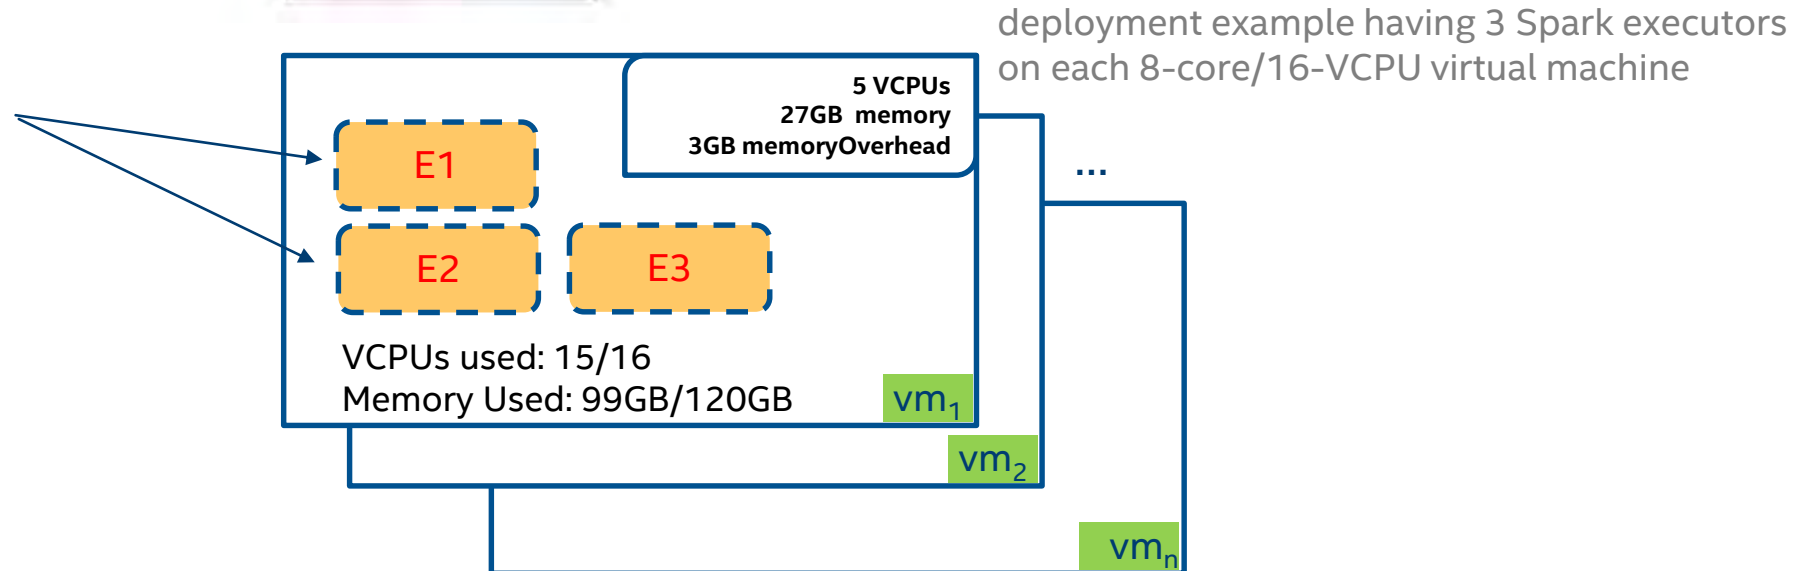 deployment example having 3 Spark executors
on each 8-core/16-VCPU virtual machine
5 VCPUs
27GB  memory
3GB memoryOverhead
...
E1
E2
E3
VCPUs used: 15/16
Memory Used: 99GB/120GB
vm₁
vm₂
vmₙ